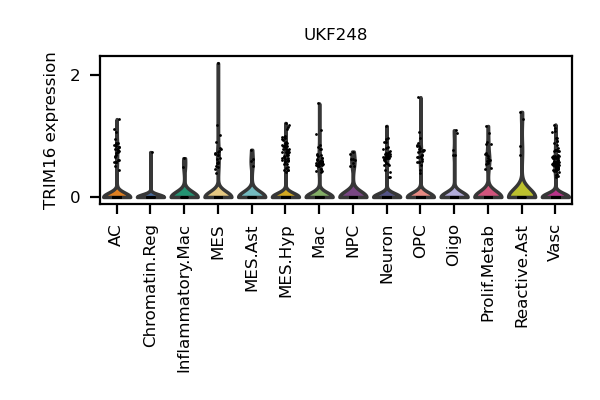 UKF248
TRIM16 expression
2
0
AC
Chromatin.Reg
Inflammatory.Mac
MES
MES.Ast
MES.Hyp
Mac
NPC
Neuron
OPC
Oligo
Prolif.Metab
Reactive.Ast
Vasc